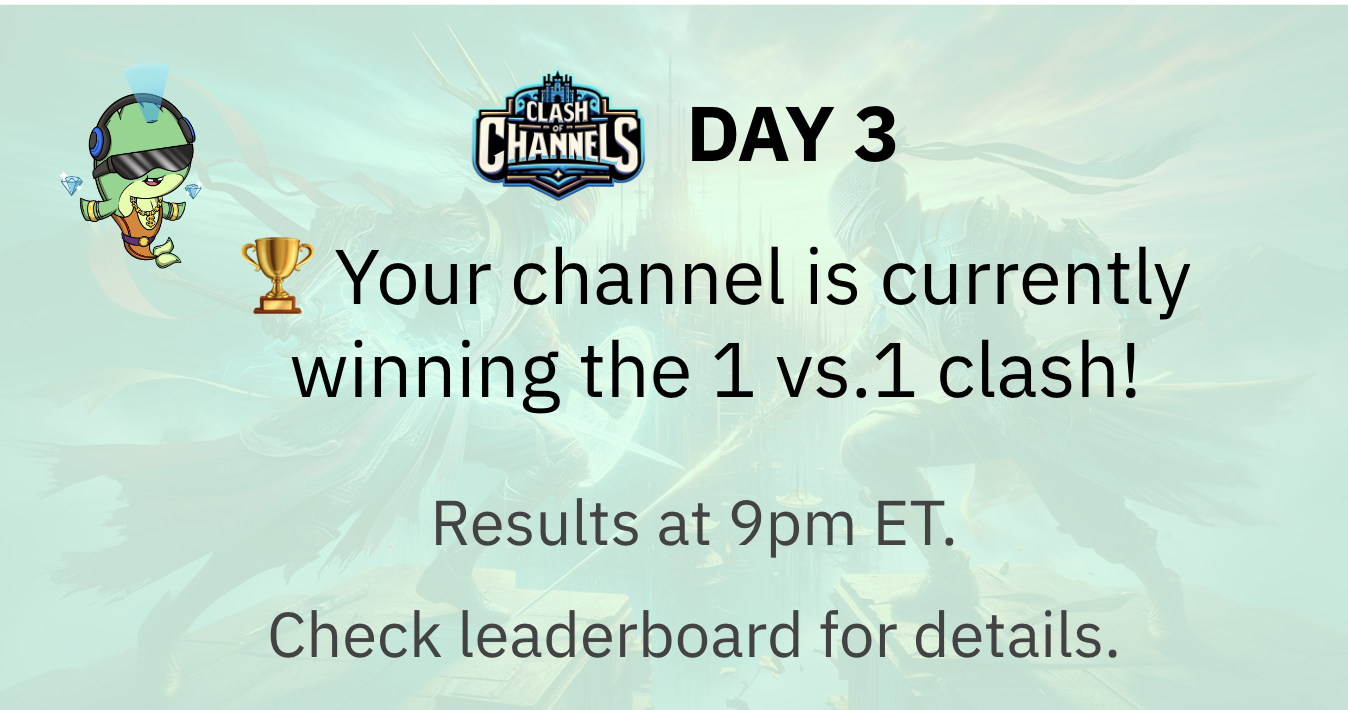 CLASH
OF
CHANNELS
DAY 3
🏆 Your channel is currently
winning the 1 vs.1 clash!
Results at 9pm ET.
Check leaderboard for details.